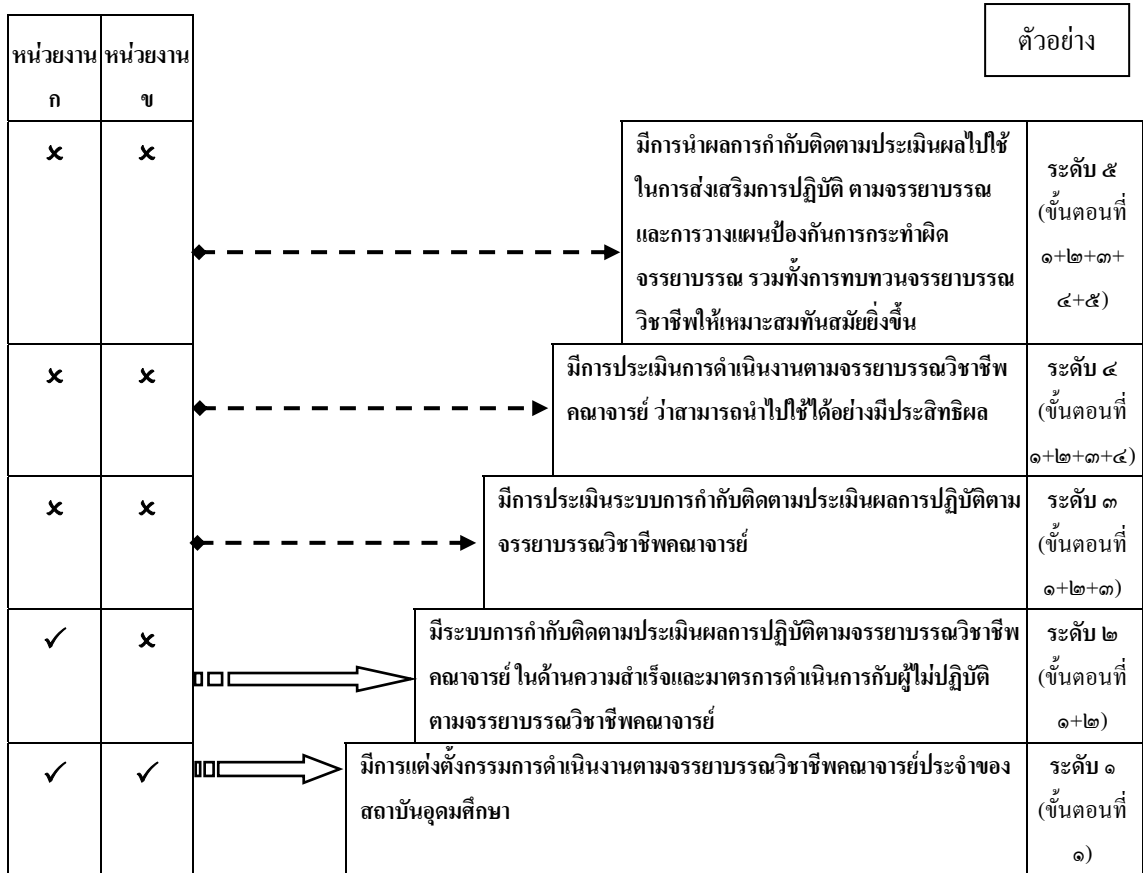 ตัวอย่าง
หน่วยงาน หน่วยงาน
ก ข
✗ ✗
มีการนำผลการกำกับติดตามประเมินผลไปใช้
ในการส่งเสริมการปฏิบัติ ตามจรรยาบรรณ
และการวางแผนป้องกันการกระทำผิด
จรรยาบรรณ รวมทั้งการทบทวนจรรยาบรรณ
วิชาชีพให้เหมาะสมทันสมัยยิ่งขึ้น
ระดับ ๕
(ขั้นตอนที่
๑+๒+๓+
๔+๕)
✗ ✗
มีการประเมินการดำเนินงานตามจรรยาบรรณวิชาชีพ
คณาจารย์ ว่าสามารถนำไปใช้ได้อย่างมีประสิทธิผล
ระดับ ๔
(ขั้นตอนที่
๑+๒+๓+๔)
✗ ✗
มีการประเมินระบบการกำกับติดตามประเมินผลการปฏิบัติตาม
จรรยาบรรณวิชาชีพคณาจารย์
ระดับ ๓
(ขั้นตอนที่
๑+๒+๓)
✓ ✗
มีระบบการกำกับติดตามประเมินผลการปฏิบัติตามจรรยาบรรณวิชาชีพ
คณาจารย์ ในด้านความสำเร็จและมาตรการดำเนินการกับผู้ไม่ปฏิบัติ
ตามจรรยาบรรณวิชาชีพคณาจารย์
ระดับ ๒
(ขั้นตอนที่
๑+๒)
✓ ✓
มีการแต่งตั้งกรรมการดำเนินงานตามจรรยาบรรณวิชาชีพคณาจารย์ประจำของ
สถาบันอุดมศึกษา
ระดับ ๑
(ขั้นตอนที่
๑)